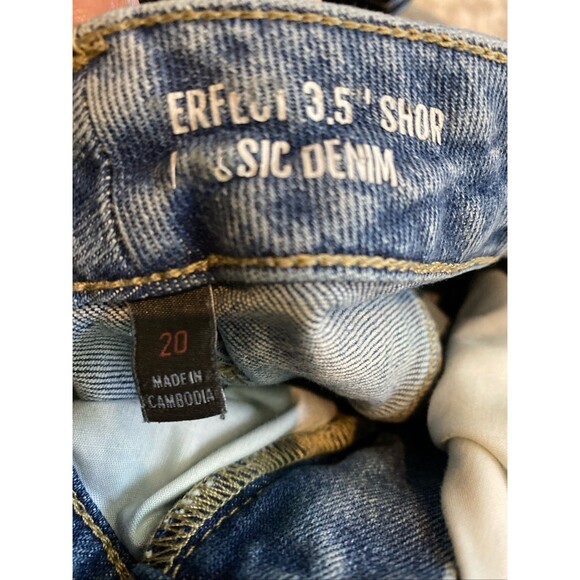 ERFECT 3.5" SHOR
SIC DENIM
20
MADE IN
CAMBODIA